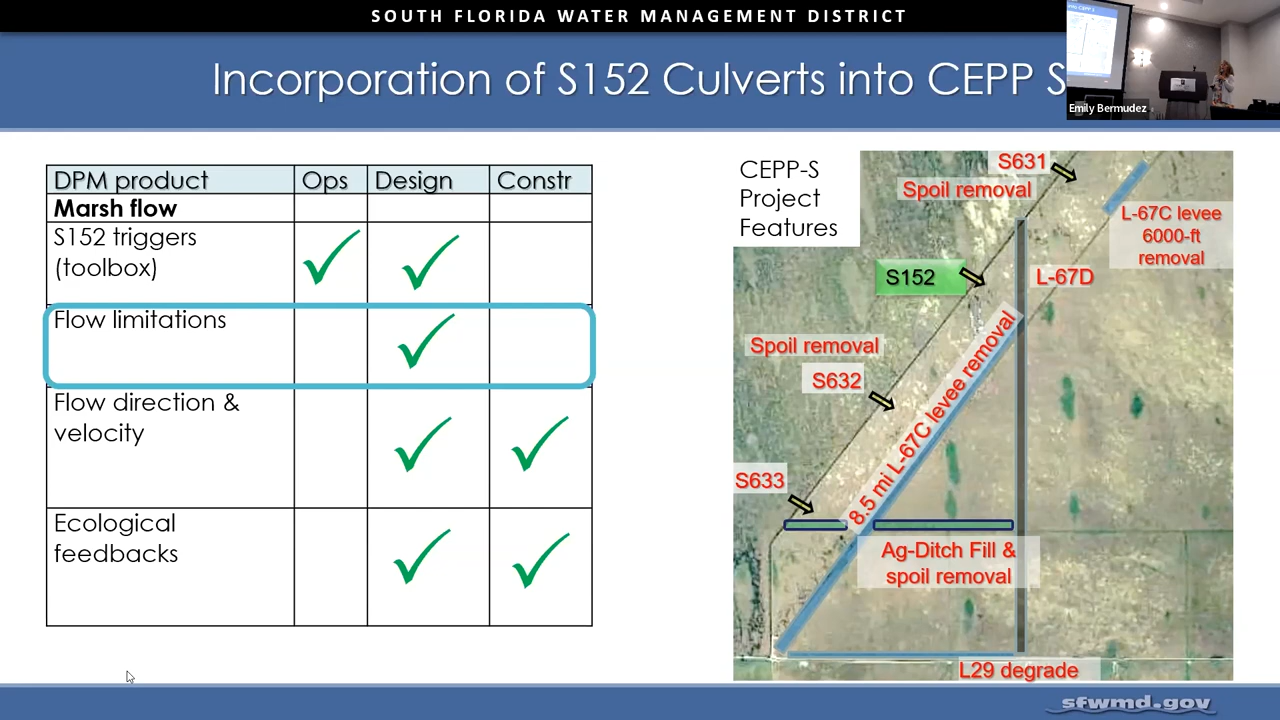 SOUTH FLORIDA WATER MANAGEMENT DISTRICT
Incorporation of S152 Culverts into CEPP S
Emily Bermudez
DPM product
Ops
Design
Constr
Marsh flow
S152 triggers
(toolbox)
Flow limitations
Flow direction &
velocity
Ecological
feedbacks
CEPP-S
Project
Features
S631
Spoil removal
L-67C levee
6000-ft
removal
S152
L-67D
Spoil removal
S632
8.5 mi L-67C levee removal
S633
Ag-Ditch Fill &
spoil removal
L29 degrade
sfwmd.gov